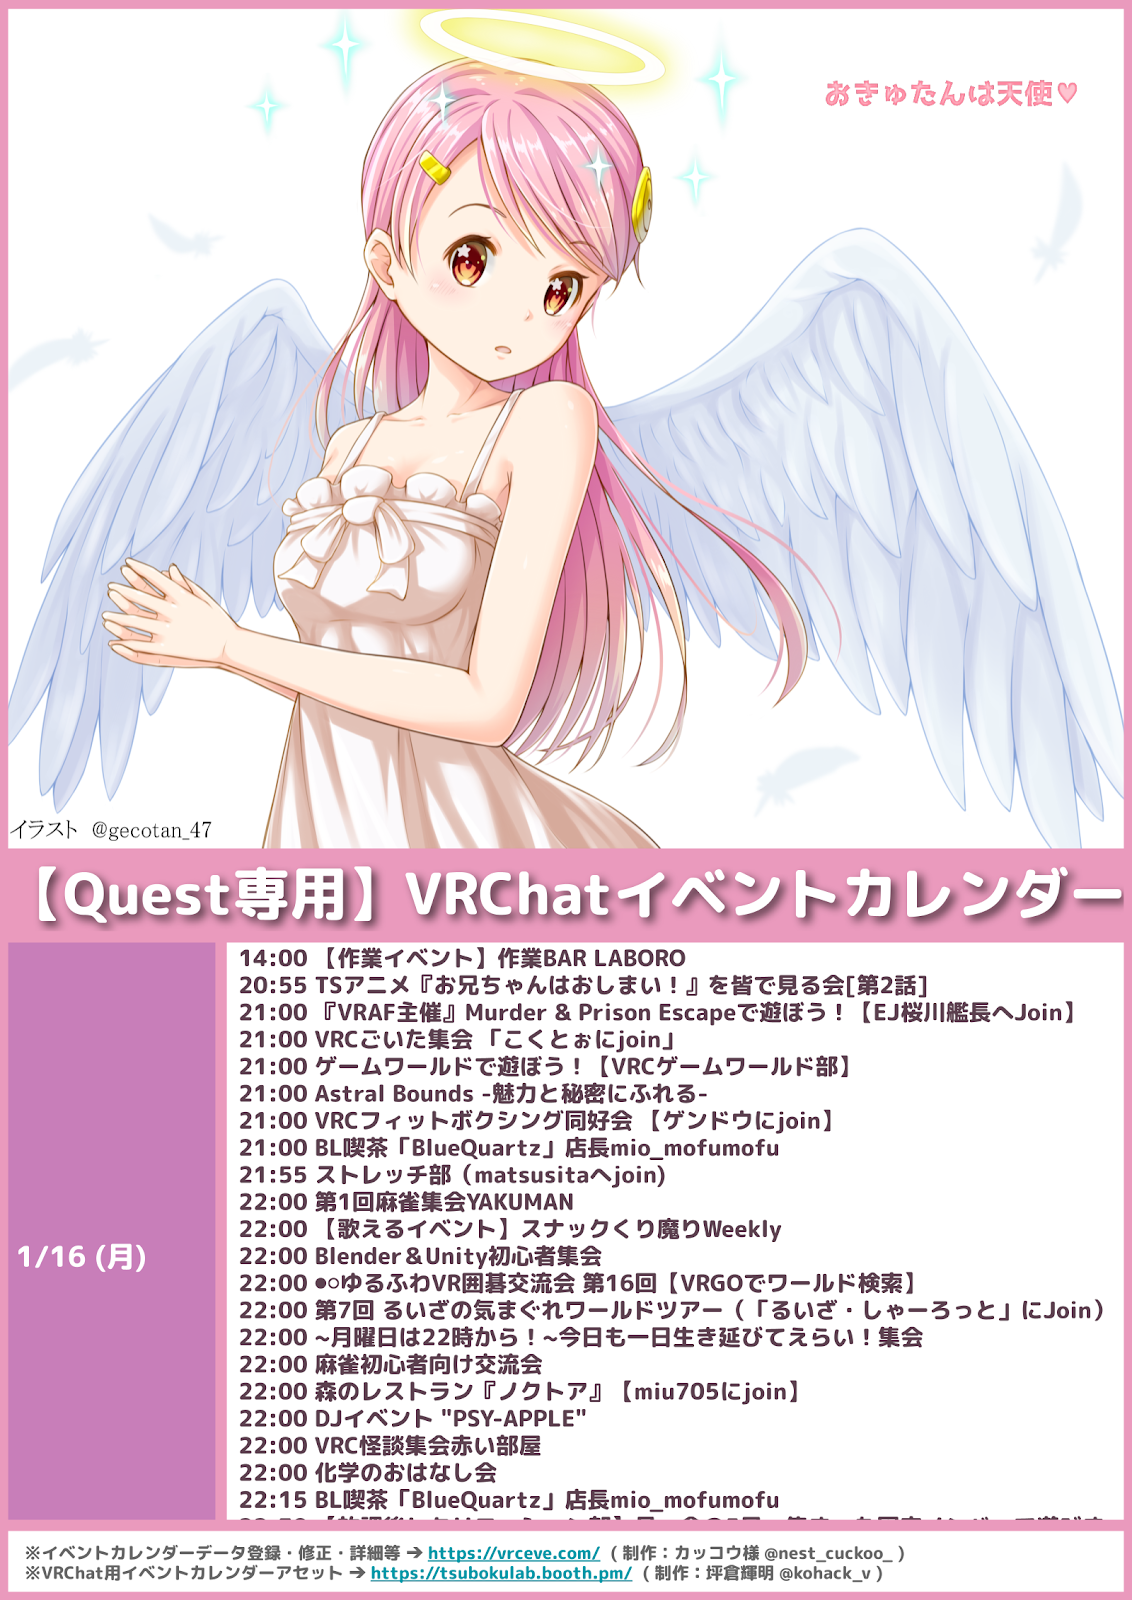 おきゅたんは天使♥
イラスト @gecotan_47
【Quest専用】VRChatイベントカレンダー
1/16 (月)
14:00 【作業イベント】作業BAR LABORO
20:55 TSアニメ『お兄ちゃんはおしまい！』を皆で見る会[第2話]
21:00 『VRAF主催』Murder & Prison Escapeで遊ぼう！【EJ桜川艦長へJoin】
21:00 VRCごいた集会 「こくとぉにjoin」
21:00 ゲームワールドで遊ぼう！【VRCゲームワールド部】
21:00 Astral Bounds -魅力と秘密にふれる-
21:00 VRCフィットボクシング同好会 【ゲンドウにjoin】
21:00 BL喫茶「BlueQuartz」店長mio_mofumofu
21:55 ストレッチ部（matsusitaへjoin)
22:00 第1回麻雀集会YAKUMAN
22:00 【歌えるイベント】スナックくり魔りWeekly
22:00 Blender＆Unity初心者集会
22:00 ●○ゆるふわVR囲碁交流会 第16回【VRGOでワールド検索】
22:00 第7回 るいざの気まぐれワールドツアー（「るいざ・しゃーろっと」にJoin）
22:00 ~月曜日は22時から！~今日も一日生き延びてえらい！集会
22:00 麻雀初心者向け交流会
22:00 森のレストラン『ノクトア』【miu705にjoin】
22:00 DJイベント "PSY-APPLE"
22:00 VRC怪談集会赤い部屋
22:00 化学のおはなし会
22:15 BL喫茶「BlueQuartz」店長mio_mofumofu
※イベントカレンダーデータ登録・修正・詳細等 ➔ https://vrceve.com/ （ 制作：カッコウ様 @nest_cuckoo_ ）
※VRChat用イベントカレンダーアセット ➔ https://tsubokulab.booth.pm/ （ 制作：坪倉輝明 @kohack_v ）